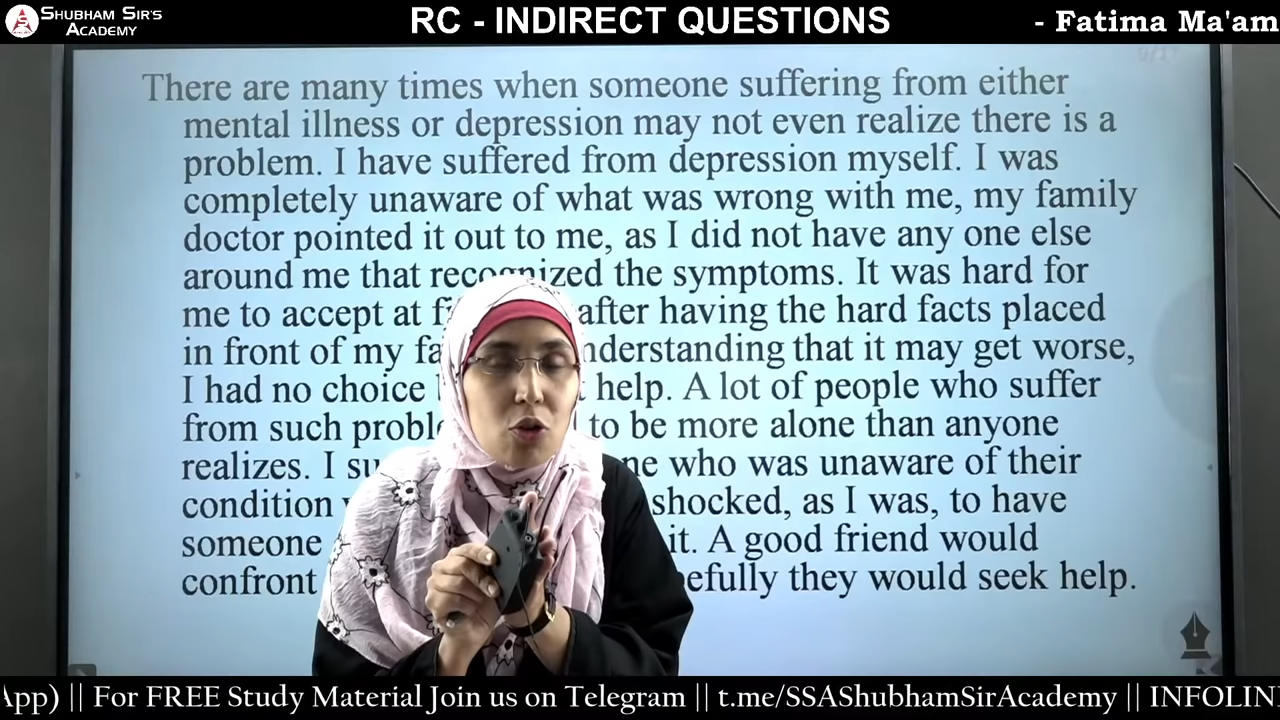 SHUBHAM SIR'S
ACADEMY
RC - INDIRECT QUESTIONS
- Fatima Ma'am
9/17
There are many times when someone suffering from either
mental illness or depression may not even realize there is a
problem. I have suffered from depression myself. I was
completely unaware of what was wrong with me, my family
doctor pointed it out to me, as I did not have any one else
around me that recognized the symptoms. It was hard for
me to accept at after having the hard facts placed
in front of my understanding that it may get worse,
I had no choice help. A lot of people who suffer
from such to be more alone than anyone
realizes. I who was unaware of their
condition shocked, as I was, to have
someone it. A good friend would
confront they would seek help.
App) || For FREE Study Material Join us on Telegram || t.me/SSAShubhamSirAcademy ||